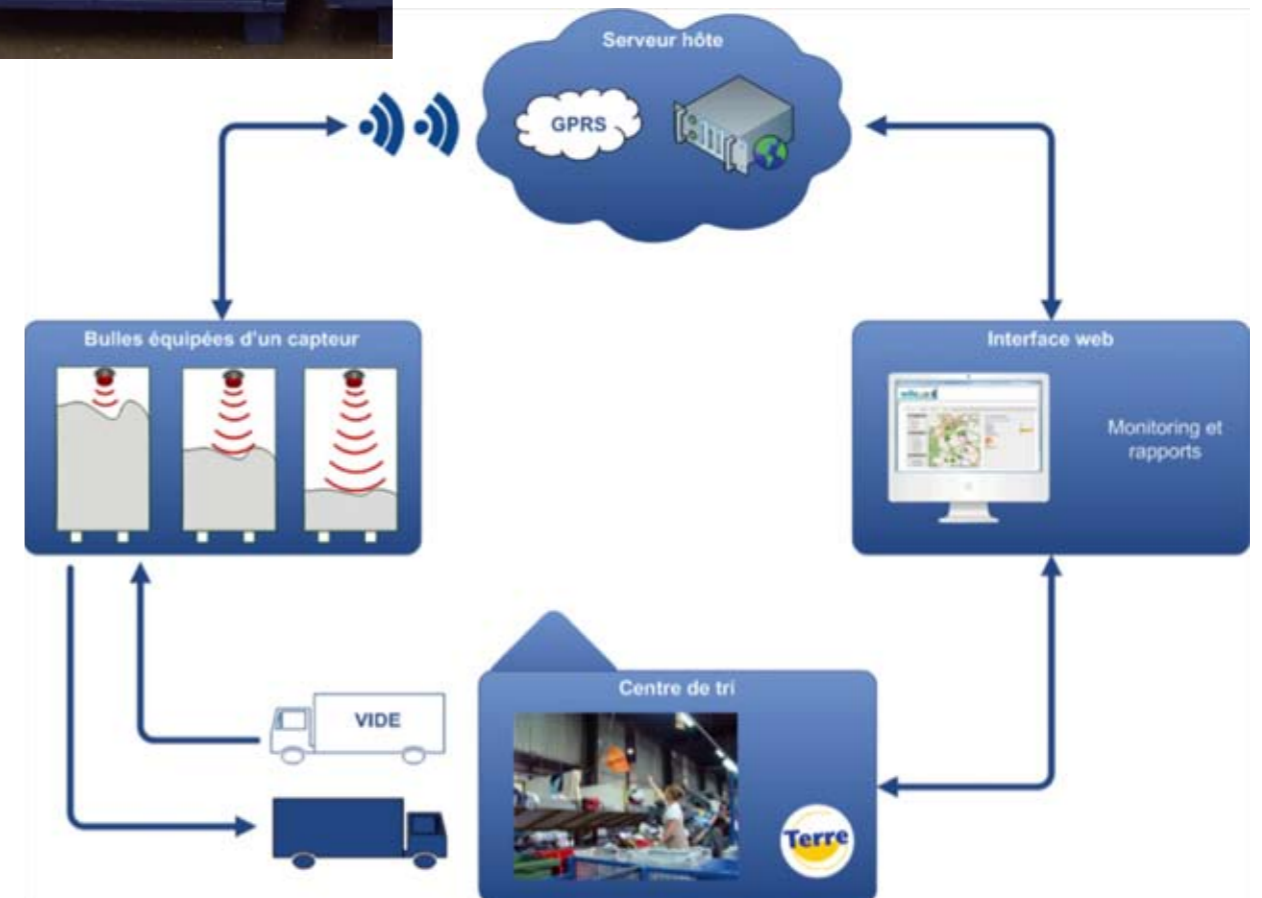 Serveur hôte
GPRS
Bulles équipées d'un capteur
Interface web
Monitoring et
rapports
Centre de tri
VIDE
Terre